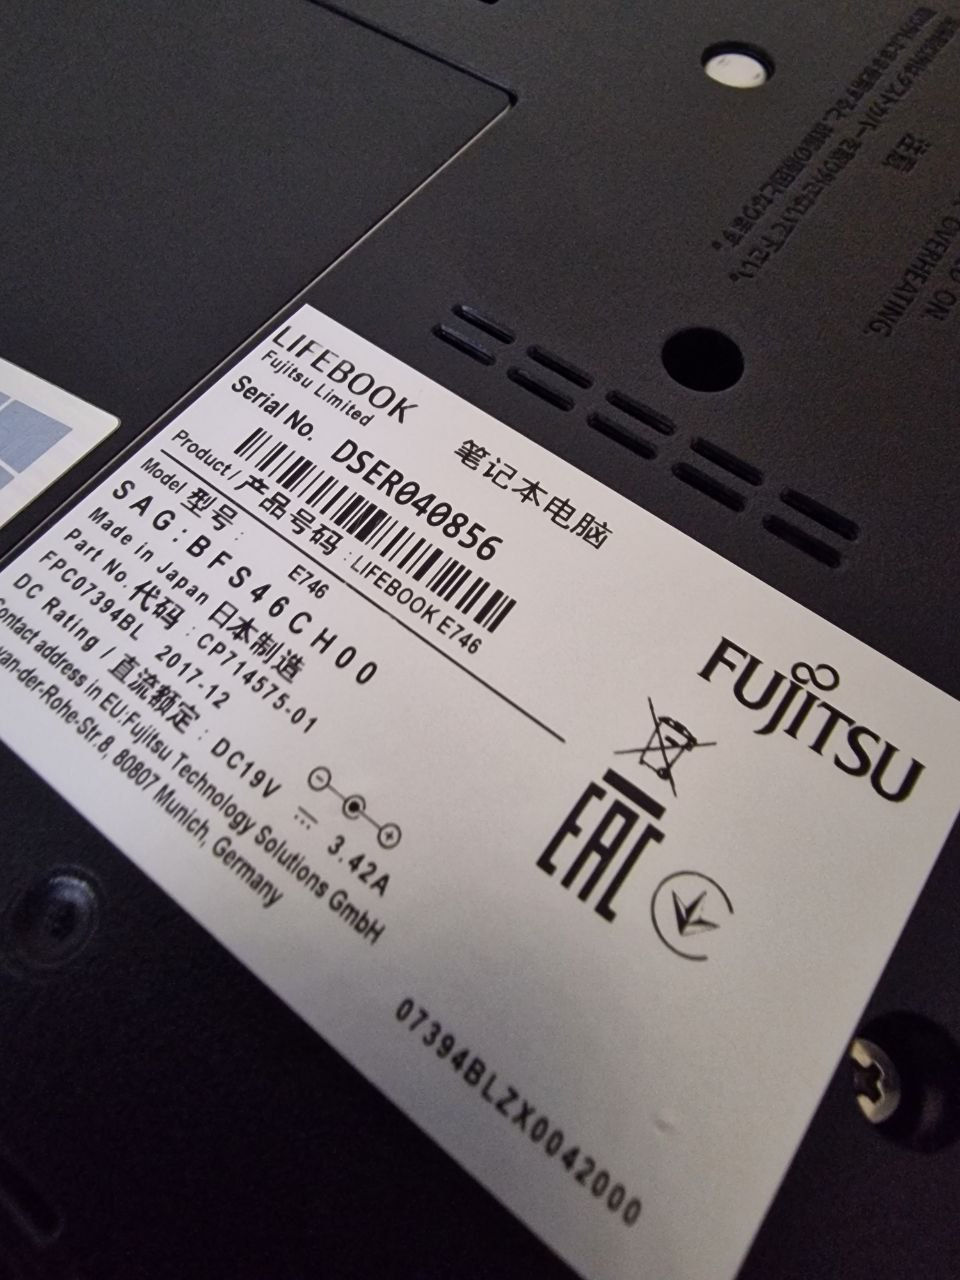 LIFEBOOK
Fujitsu Limited
笔记本电脑
Serial No. DSER040856
Product / 产品号码 : LIFEBOOK E746
Model 型号 : E746
SAG : BFS46CH00
Made in Japan 日本制造
Part No. 代码 : CP714575-01
FPC07394BL 2017-12
DC Rating / 直流额定 : DC19V 3.42A
Contact address in EU:Fujitsu Technology Solutions GmbH
van-der-Rohe-Str.8, 80807 Munich, Germany
FUJITSU
EAC
07394BLZX0042000
注意
ON
OVERHEATING.